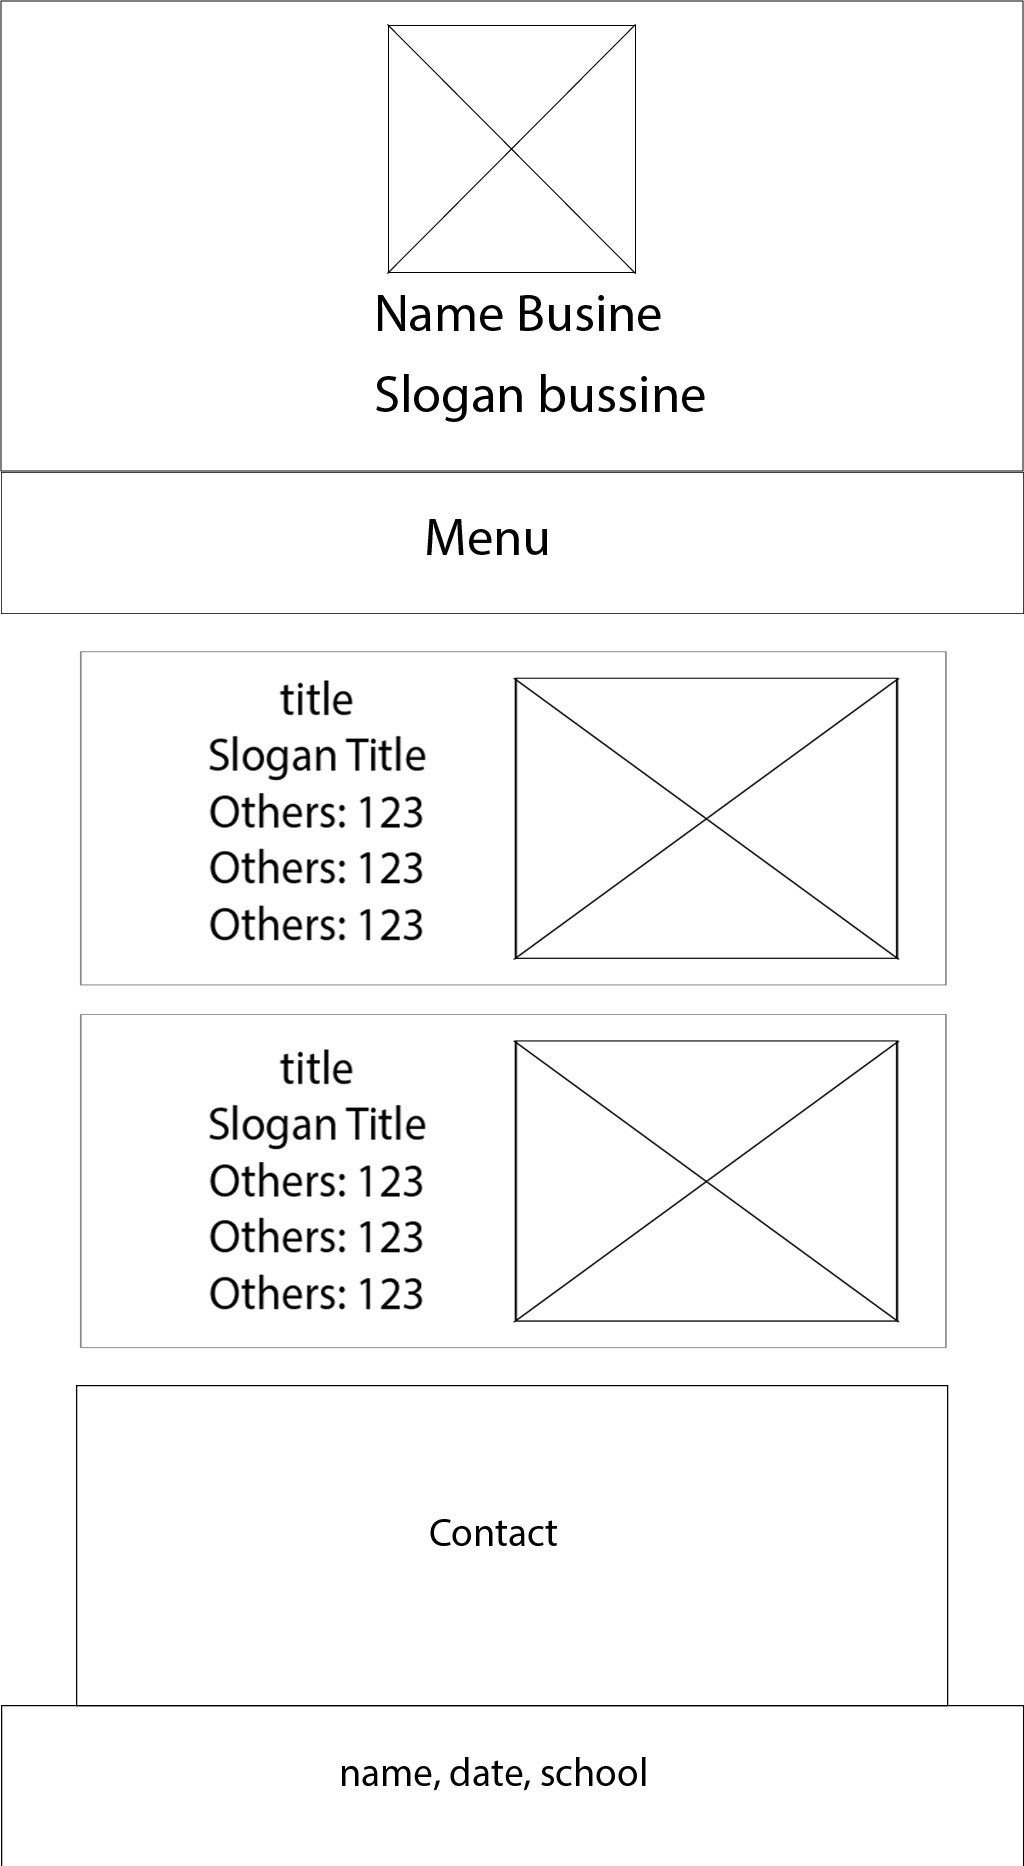 Name Busine
Slogan bussine
Menu
title
Slogan Title
Others: 123
Others: 123
Others: 123
title
Slogan Title
Others: 123
Others: 123
Others: 123
Contact
name, date, school